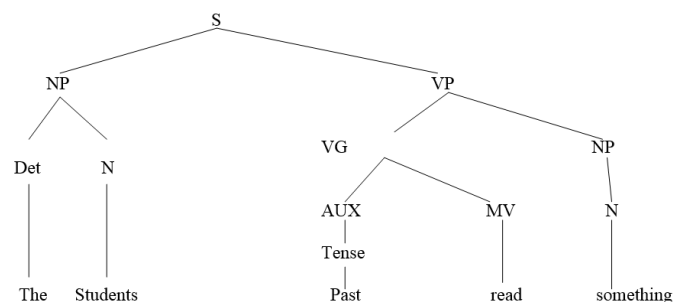 S
NP VP
VG NP
Det N
AUX MV N
Tense
The Students Past read something